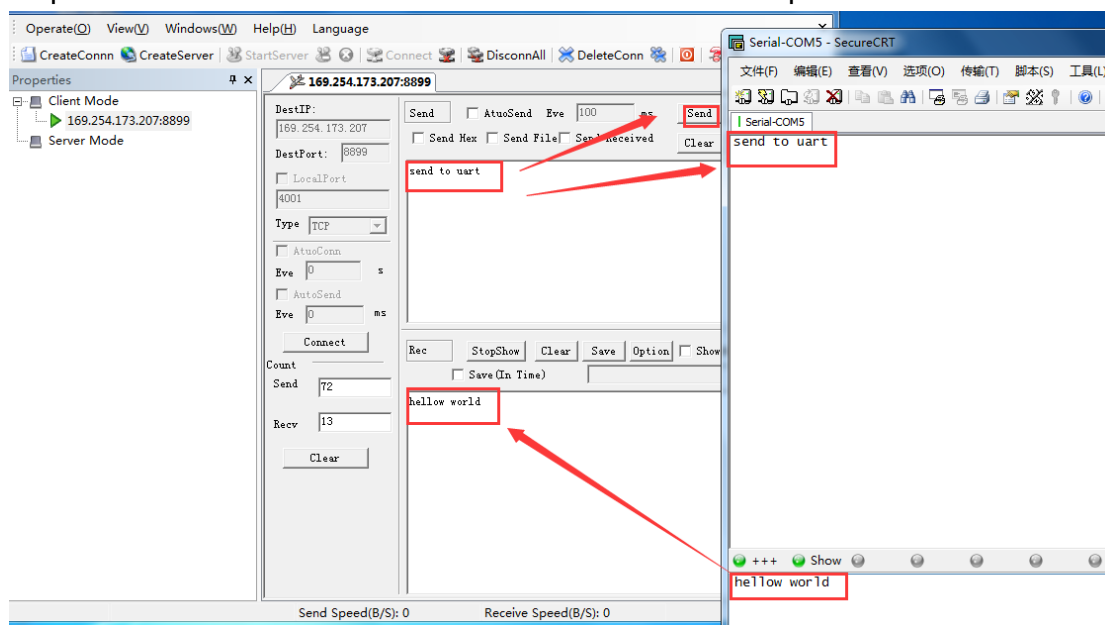 Operate(O) View(V) Windows(W) Help(H) Language
CreateConnn CreateServer StartServer Connect DisconnAll DeleteConn
Properties
Client Mode
169.254.173.207:8899
Server Mode
169.254.173.207:8899
DestIP:
169.254.173.207
DestPort: 8899
LocalPort
4001
Type TCP
AtuoConn
Eve 0 s
AutoSend
Eve 0 ms
Connect
Count
Send 72
Recv 13
Clear
Send AtuoSend Eve 100 ms Send
Send Hex Send File Send Received Clear
send to uart
Rec StopShow Clear Save Option Show
Save(In Time)
hellow world
Send Speed(B/S): 0 Receive Speed(B/S): 0
Serial-COM5 - SecureCRT
文件(F) 编辑(E) 查看(V) 选项(O) 传输(T) 脚本(S) 工具(L)
Serial-COM5
send to uart
+++ Show
hellow world